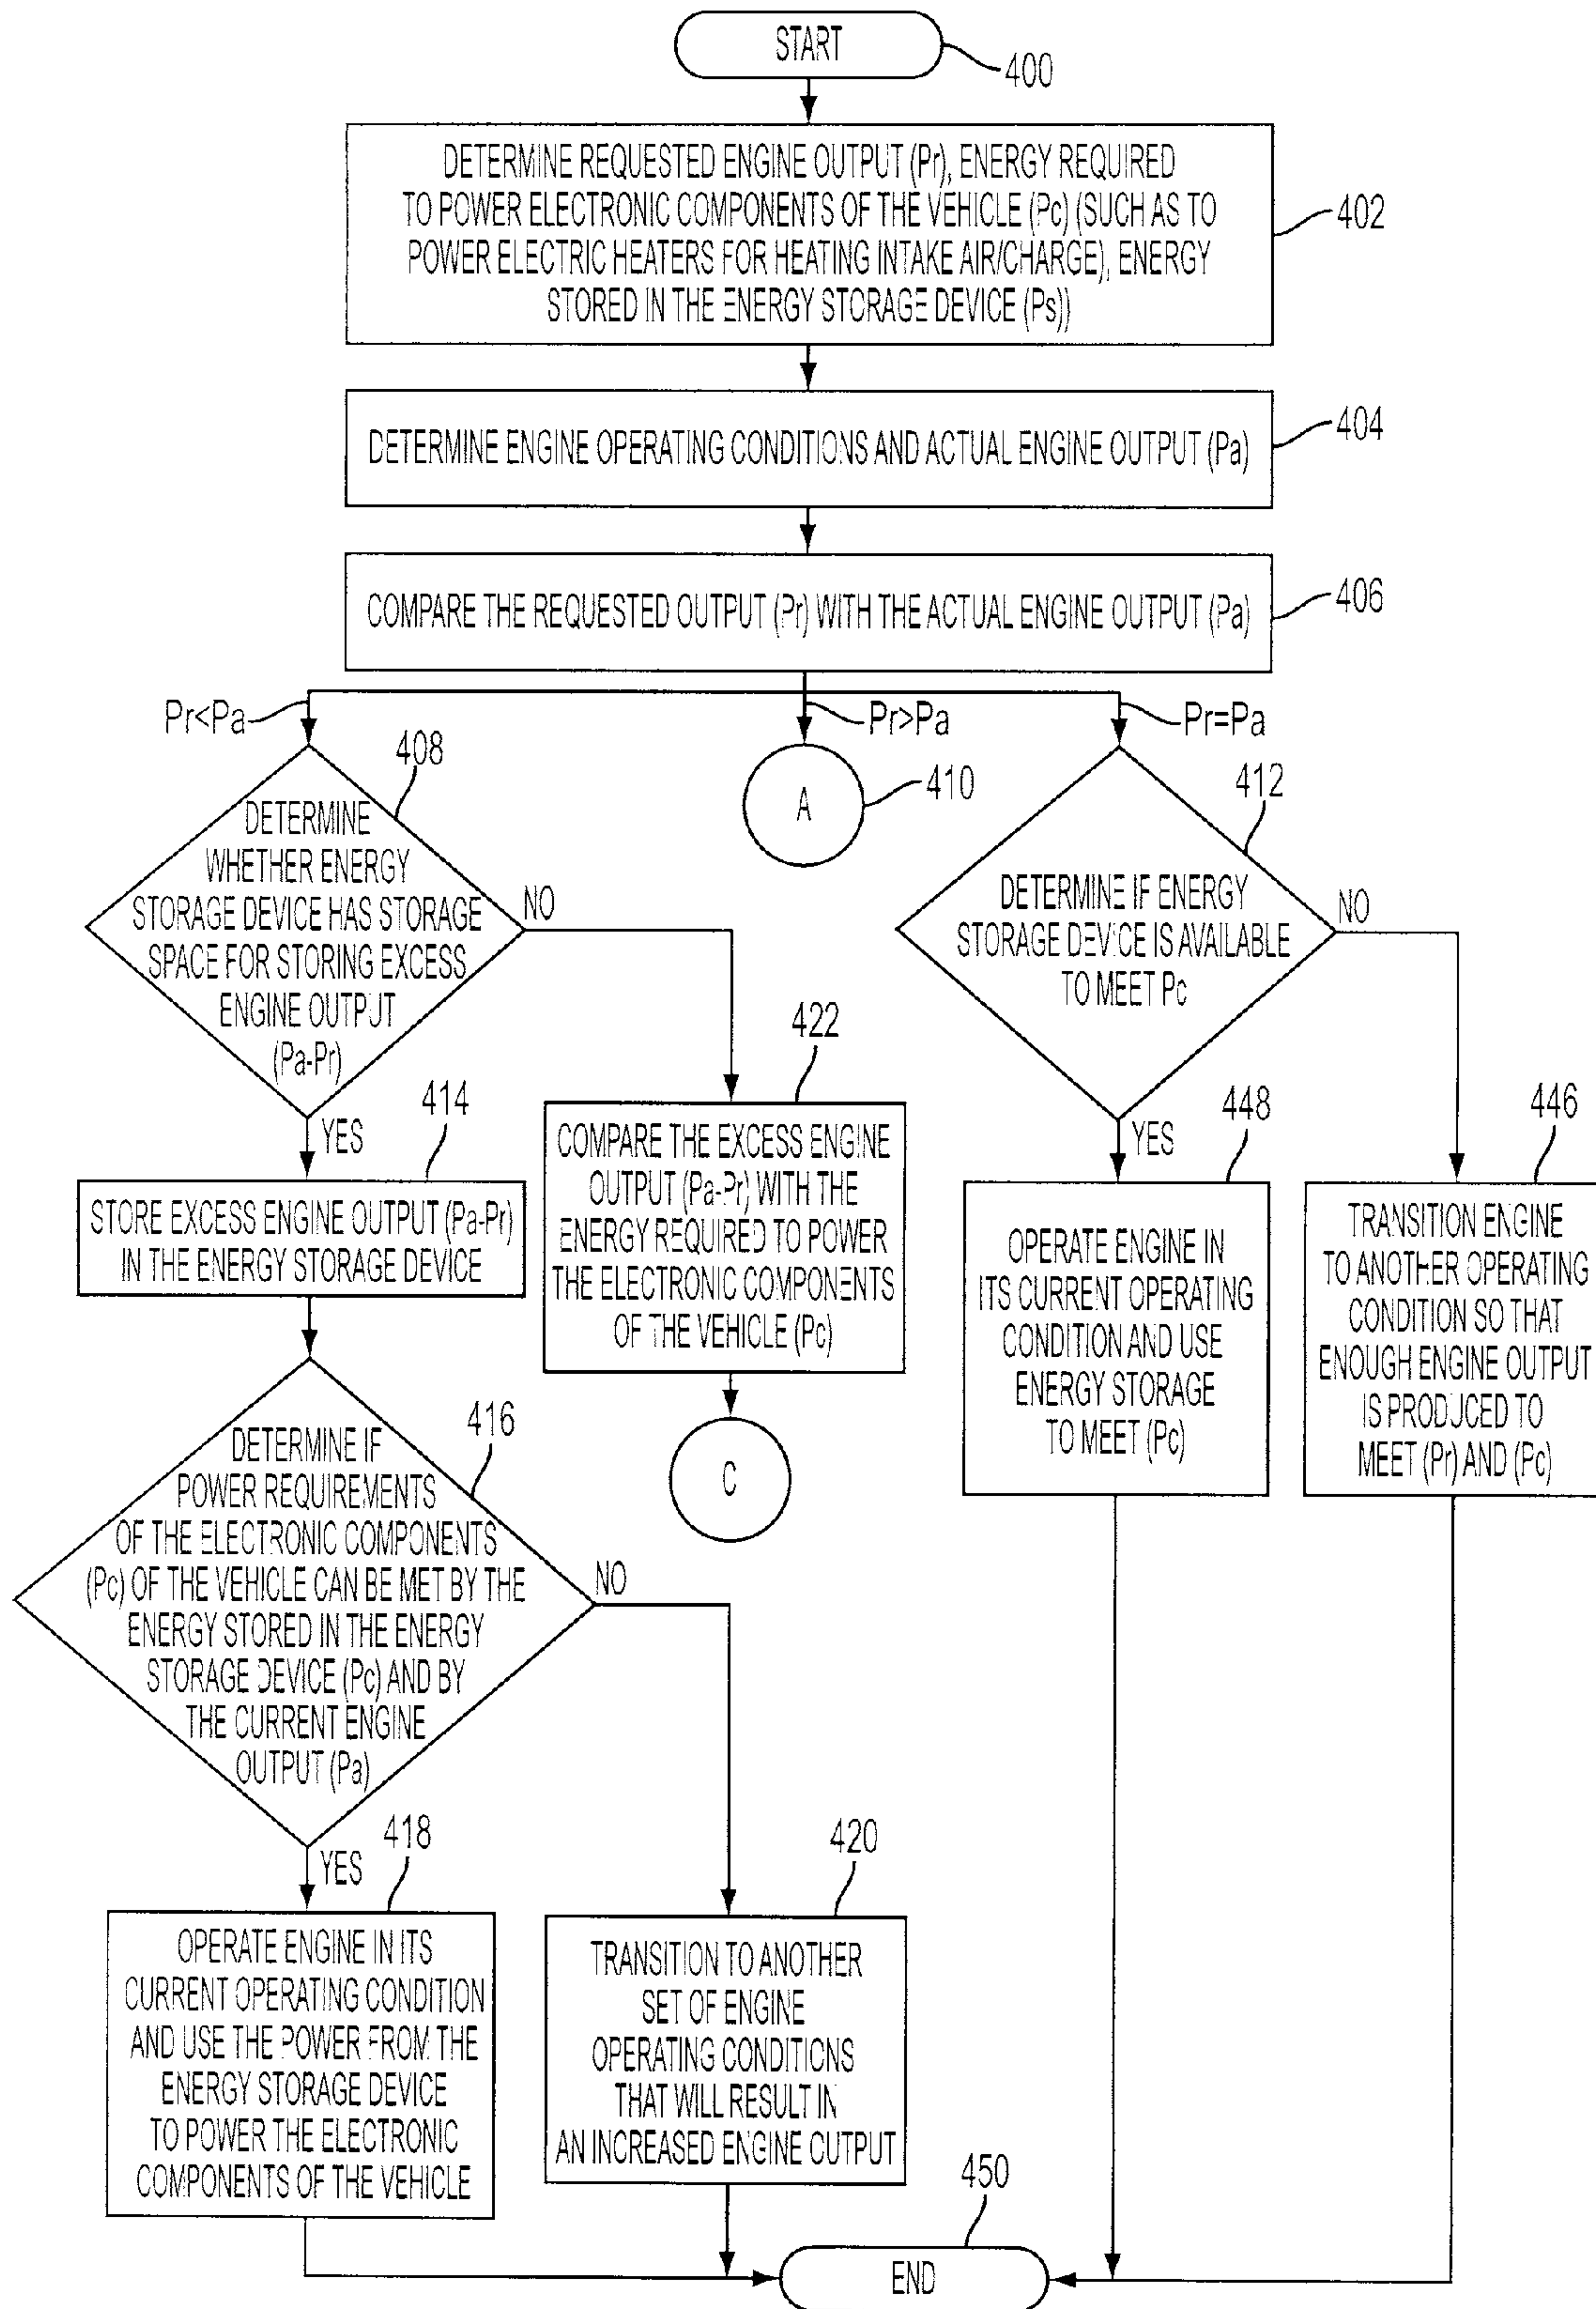 START
400
DETERMINE REQUESTED ENGINE OUTPUT (Pr), ENERGY REQUIRED
TO POWER ELECTRONIC COMPONENTS OF THE VEHICLE (Pc) (SUCH AS TO
POWER ELECTRIC HEATERS FOR HEATING INTAKE AIR/CHARGE), ENERGY
STORED IN THE ENERGY STORAGE DEVICE (Ps))
402
DETERMINE ENGINE OPERATING CONDITIONS AND ACTUAL ENGINE OUTPUT (Pa)
404
COMPARE THE REQUESTED OUTPUT (Pr) WITH THE ACTUAL ENGINE OUTPUT (Pa)
406
Pr<Pa
Pr>Pa
Pr=Pa
408
DETERMINE
WHETHER ENERGY
STORAGE DEVICE HAS STORAGE
SPACE FOR STORING EXCESS
ENGINE OUTPUT
(Pa-Pr)
NO
YES
A
410
412
DETERMINE IF ENERGY
STORAGE DEVICE IS AVAILABLE
TO MEET Pc
NO
YES
414
STORE EXCESS ENGINE OUTPUT (Pa-Pr)
IN THE ENERGY STORAGE DEVICE
422
COMPARE THE EXCESS ENGINE
OUTPUT (Pa-Pr) WITH THE
ENERGY REQUIRED TO POWER
THE ELECTRONIC COMPONENTS
OF THE VEHICLE (Pc)
C
448
OPERATE ENGINE IN
ITS CURRENT OPERATING
CONDITION AND USE
ENERGY STORAGE
TO MEET (Pc)
446
TRANSITION ENGINE
TO ANOTHER OPERATING
CONDITION SO THAT
ENOUGH ENGINE OUTPUT
IS PRODUCED TO
MEET (Pr) AND (Pc)
416
DETERMINE IF
POWER REQUIREMENTS
OF THE ELECTRONIC COMPONENTS
(Pc) OF THE VEHICLE CAN BE MET BY THE
ENERGY STORED IN THE ENERGY
STORAGE DEVICE (Pc) AND BY
THE CURRENT ENGINE
OUTPUT (Pa)
NO
YES
418
OPERATE ENGINE IN ITS
CURRENT OPERATING CONDITION
AND USE THE POWER FROM THE
ENERGY STORAGE DEVICE
TO POWER THE ELECTRONIC
COMPONENTS OF THE VEHICLE
420
TRANSITION TO ANOTHER
SET OF ENGINE
OPERATING CONDITIONS
THAT WILL RESULT IN
AN INCREASED ENGINE OUTPUT
450
END